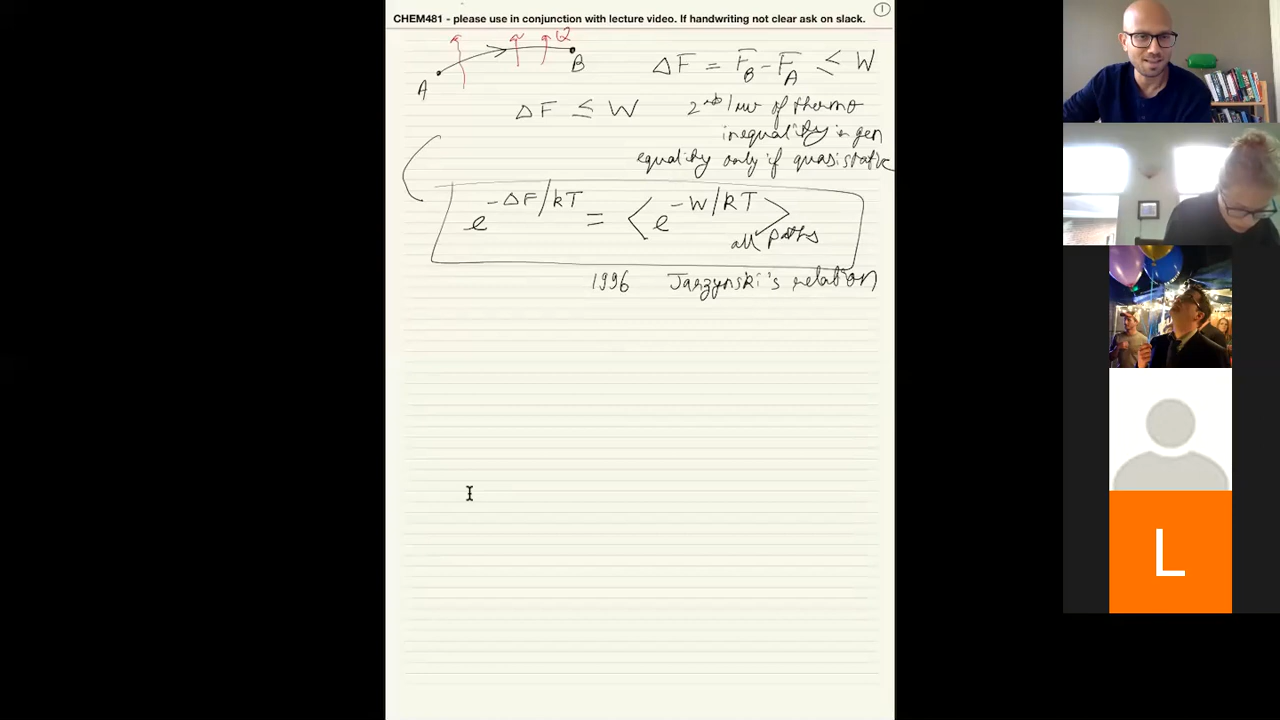 CHEM481 - please use in conjunction with lecture video. If handwriting not clear ask on slack.
1
Q
A
B
ΔF = F_B - F_A ≤ W
ΔF ≤ W 2nd law of thermo
inequality in gen
equality only if quasistatic
e^{-ΔF/kT} = < e^{-W/kT} >
all paths
1996 Jarzynski's relation
L